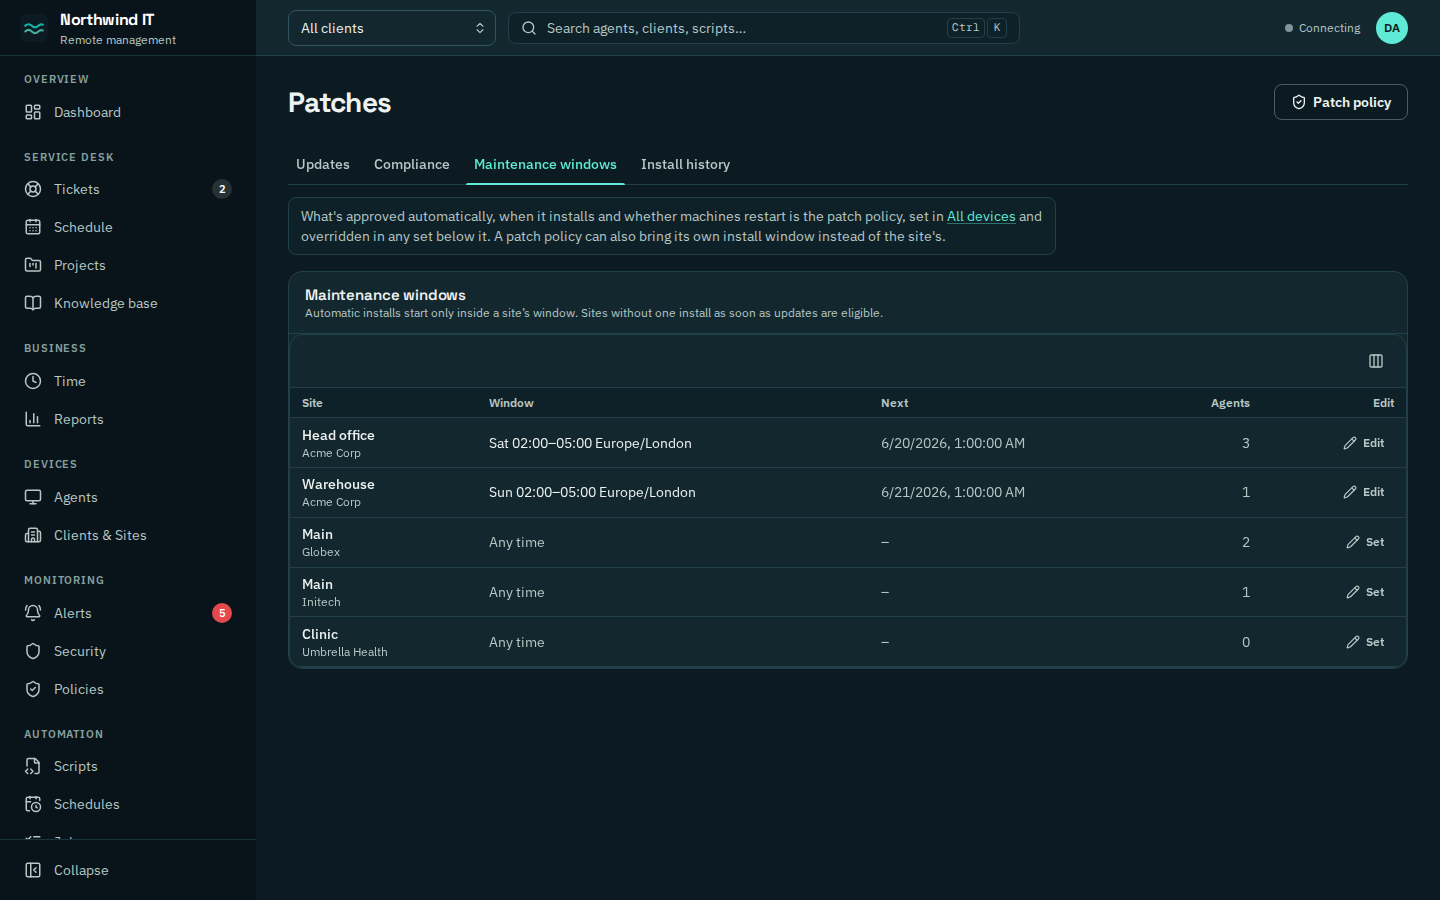 Northwind IT
Remote management
All clients
Search agents, clients, scripts...
Ctrl K
Connecting
DA
OVERVIEW
Dashboard
SERVICE DESK
Tickets 2
Schedule
Projects
Knowledge base
BUSINESS
Time
Reports
DEVICES
Agents
Clients & Sites
MONITORING
Alerts 5
Security
Policies
AUTOMATION
Scripts
Schedules
Collapse
Patches
Patch policy
Updates Compliance Maintenance windows Install history
What's approved automatically, when it installs and whether machines restart is the patch policy, set in All devices and
overridden in any set below it. A patch policy can also bring its own install window instead of the site's.
Maintenance windows
Automatic installs start only inside a site's window. Sites without one install as soon as updates are eligible.
Site Window Next Agents Edit
Head office
Acme Corp
Sat 02:00–05:00 Europe/London 6/20/2026, 1:00:00 AM 3 Edit
Warehouse
Acme Corp
Sun 02:00–05:00 Europe/London 6/21/2026, 1:00:00 AM 1 Edit
Main
Globex
Any time – 2 Set
Main
Initech
Any time – 1 Set
Clinic
Umbrella Health
Any time – 0 Set